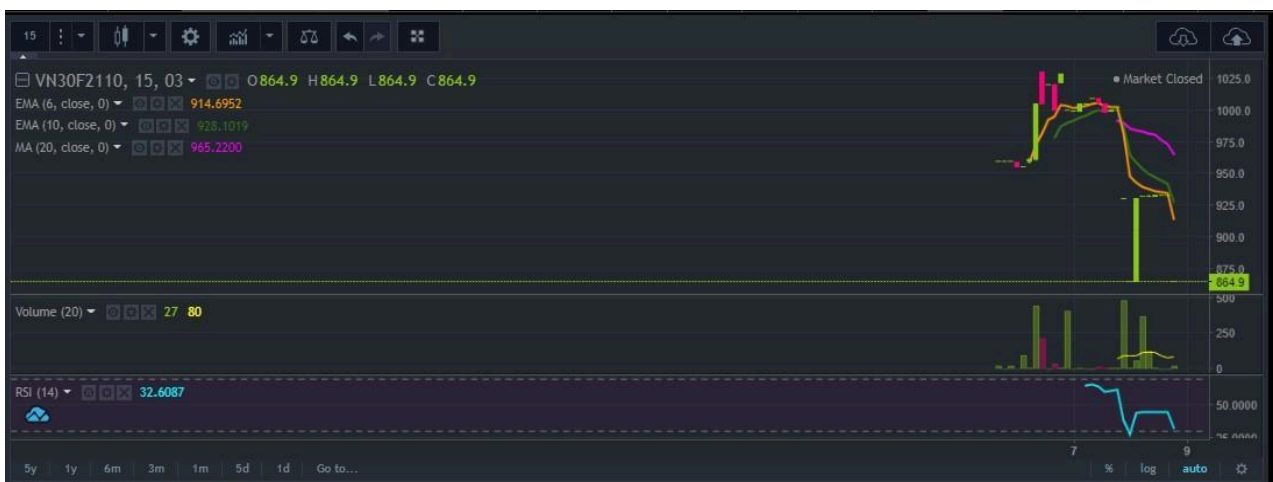 15
VN30F2110, 15, 03 O864.9 H864.9 L864.9 C864.9
Market Closed
EMA (6, close, 0) 914.6952
EMA (10, close, 0) 928.1019
MA (20, close, 0) 965.2200
1025.0
1000.0
975.0
950.0
925.0
900.0
875.0
864.9
Volume (20) 27 80
500
250
0
RSI (14) 32.6087
50.0000
25.0000
7 9
5y 1y 6m 3m 1m 5d 1d Go to... % log auto